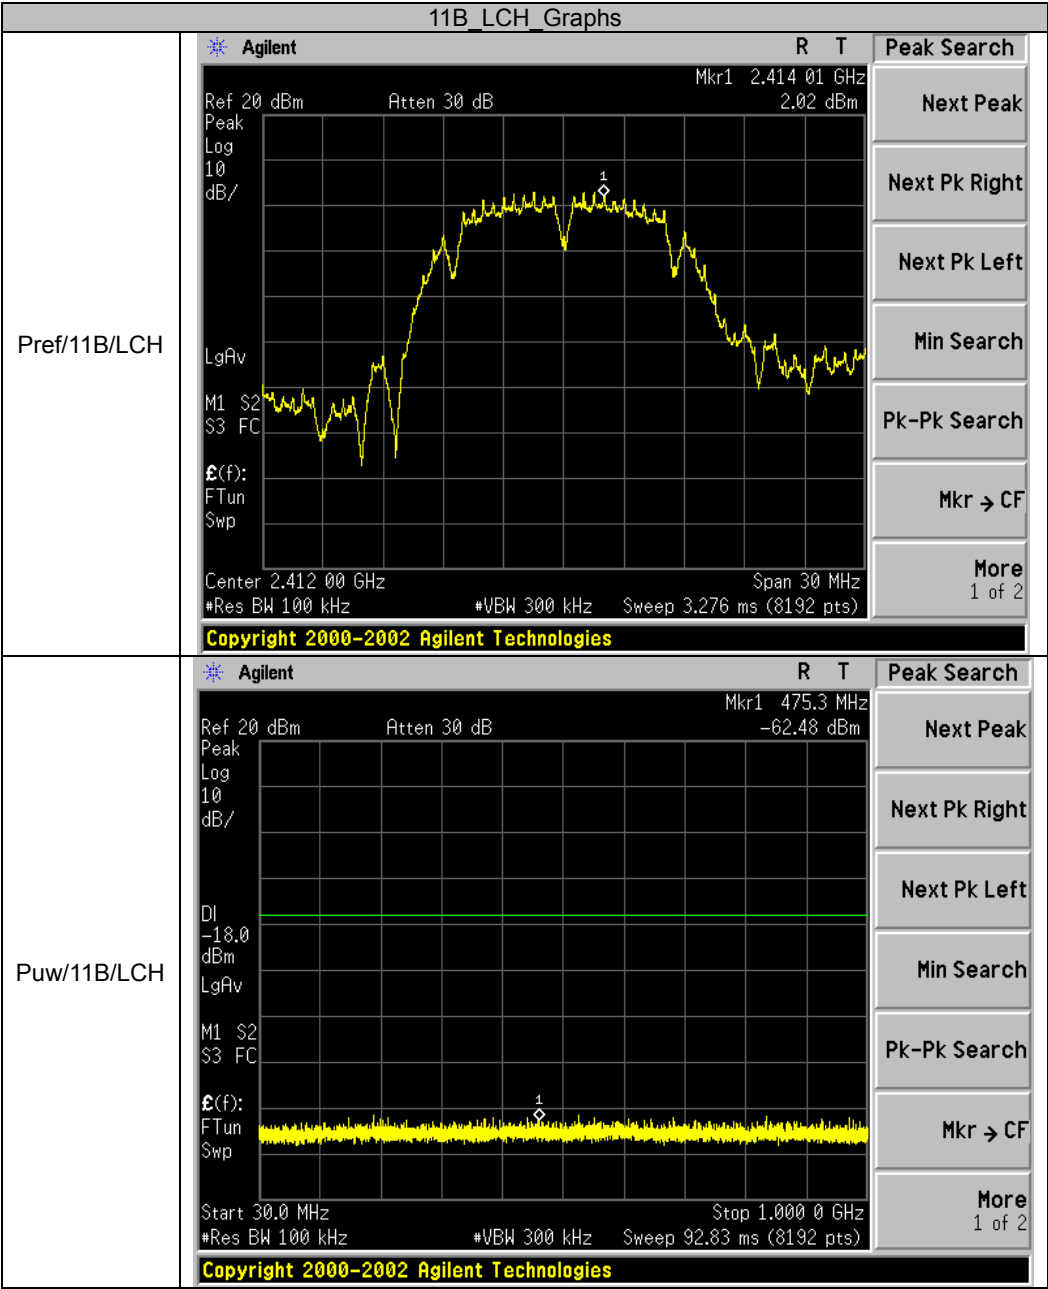 11B_LCH_Graphs
Pref/11B/LCH
Agilent
R T
Peak Search
Mkr1 2.414 01 GHz
Ref 20 dBm
Atten 30 dB
2.02 dBm
Peak
Log
10
dB/
1
LgAv
M1 S2
S3 FC
£(f):
FTun
Swp
Center 2.412 00 GHz
Span 30 MHz
#Res BW 100 kHz
#VBW 300 kHz
Sweep 3.276 ms (8192 pts)
Copyright 2000-2002 Agilent Technologies
Next Peak
Next Pk Right
Next Pk Left
Min Search
Pk-Pk Search
Mkr → CF
More
1 of 2
Puw/11B/LCH
Agilent
R T
Peak Search
Mkr1 475.3 MHz
Ref 20 dBm
Atten 30 dB
-62.48 dBm
Peak
Log
10
dB/
DI
-18.0
dBm
LgAv
M1 S2
S3 FC
1
£(f):
FTun
Swp
Start 30.0 MHz
Stop 1.000 0 GHz
#Res BW 100 kHz
#VBW 300 kHz
Sweep 92.83 ms (8192 pts)
Copyright 2000-2002 Agilent Technologies
Next Peak
Next Pk Right
Next Pk Left
Min Search
Pk-Pk Search
Mkr → CF
More
1 of 2